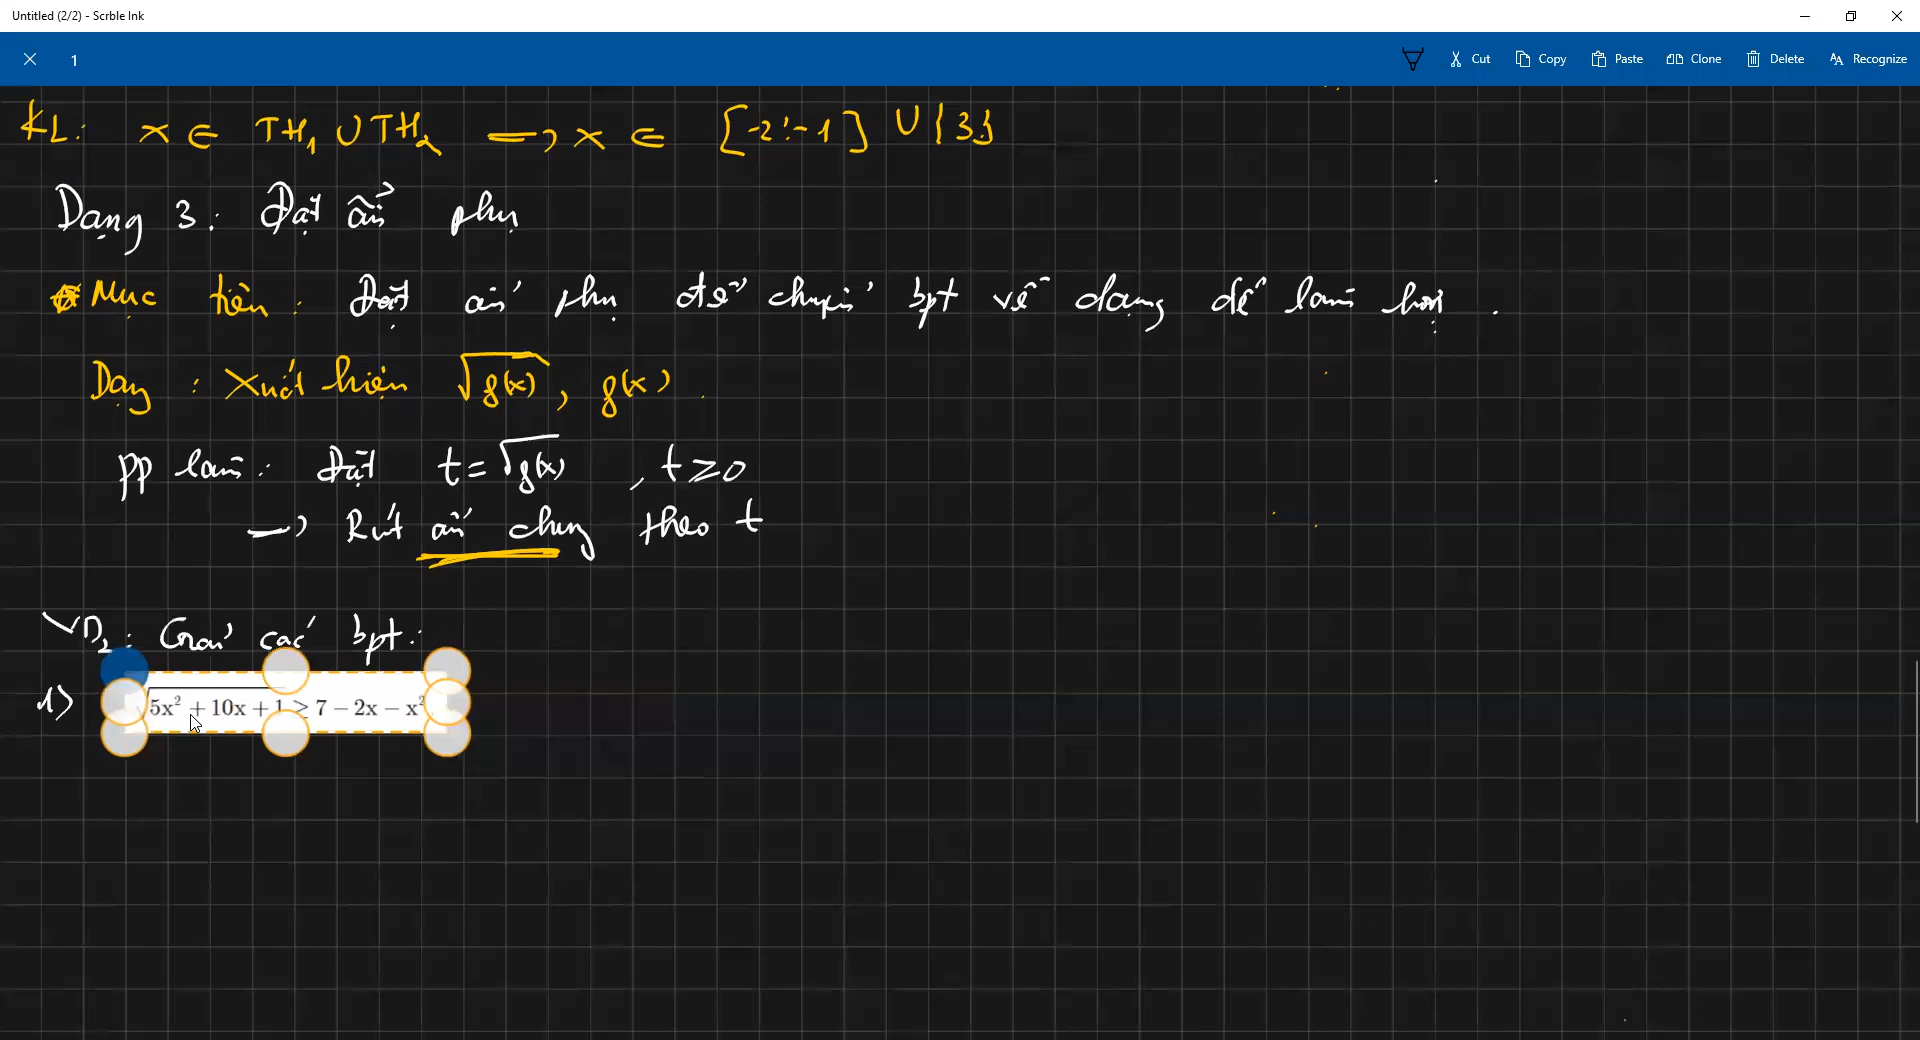 Untitled (2/2) - Scrble Ink
1 Cut Copy Paste Clone Delete Recognize
KL: x ∈ TH₁ ∪ TH₂ => x ∈ [-2;-1] ∪ {3}
Dạng 3: Đặt ẩn phụ
Mục tiêu: Đặt ẩn phụ để chuyển bpt về dạng dễ làm hơn.
Dạng: Xuất hiện √g(x), g(x).
pp làm: Đặt t = √g(x), t ≥ 0
→ Rút ẩn chung theo t
VD₂: Giải các bpt:
1) √5x² + 10x + 1 ≥ 7 − 2x − x²